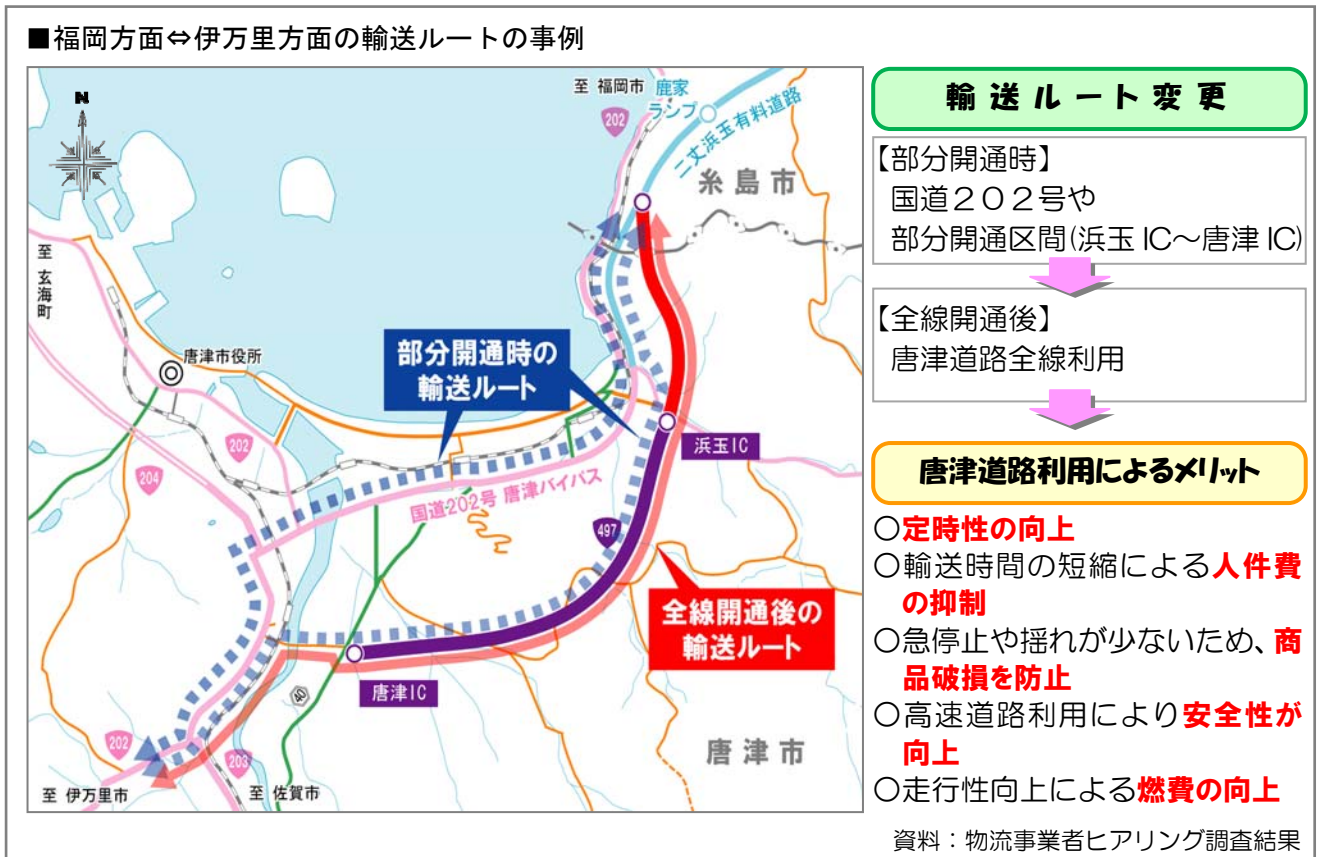 ■福岡方面⇔伊万里方面の輸送ルートの事例
N
至 福岡市
鹿家
ランプ
202
二丈浜玉有料道路
糸島市
至
玄海町
唐津市役所
部分開通時の
輸送ルート
浜玉IC
202
204
国道202号 唐津バイパス
497
全線開通後の
輸送ルート
唐津IC
40
202
203
唐津市
至 伊万里市
至 佐賀市
輸送ルート変更
【部分開通時】
国道202号や
部分開通区間(浜玉IC～唐津IC)
【全線開通後】
唐津道路全線利用
唐津道路利用によるメリット
○定時性の向上
○輸送時間の短縮による人件費
の抑制
○急停止や揺れが少ないため、商
品破損を防止
○高速道路利用により安全性が
向上
○走行性向上による燃費の向上
資料：物流事業者ヒアリング調査結果